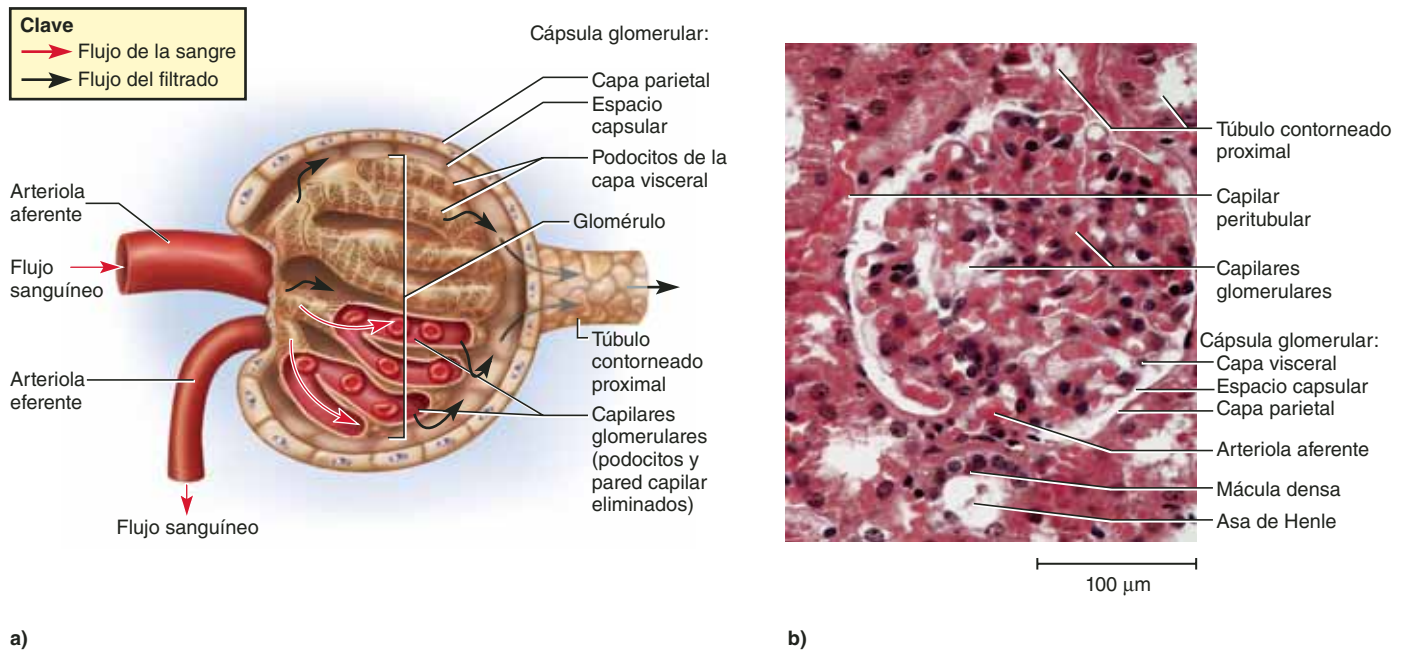 Clave
Flujo de la sangre
Flujo del filtrado
Cápsula glomerular:
Capa parietal
Espacio
capsular
Podocitos de la
capa visceral
Glomérulo
Arteriola
aferente
Flujo
sanguíneo
Arteriola
eferente
Flujo sanguíneo
Túbulo
contorneado
proximal
Capilares
glomerulares
(podocitos y
pared capilar
eliminados)
a)
Túbulo contorneado
proximal
Capilar
peritubular
Capilares
glomerulares
Cápsula glomerular:
Capa visceral
Espacio capsular
Capa parietal
Arteriola aferente
Mácula densa
Asa de Henle
100 μm
b)